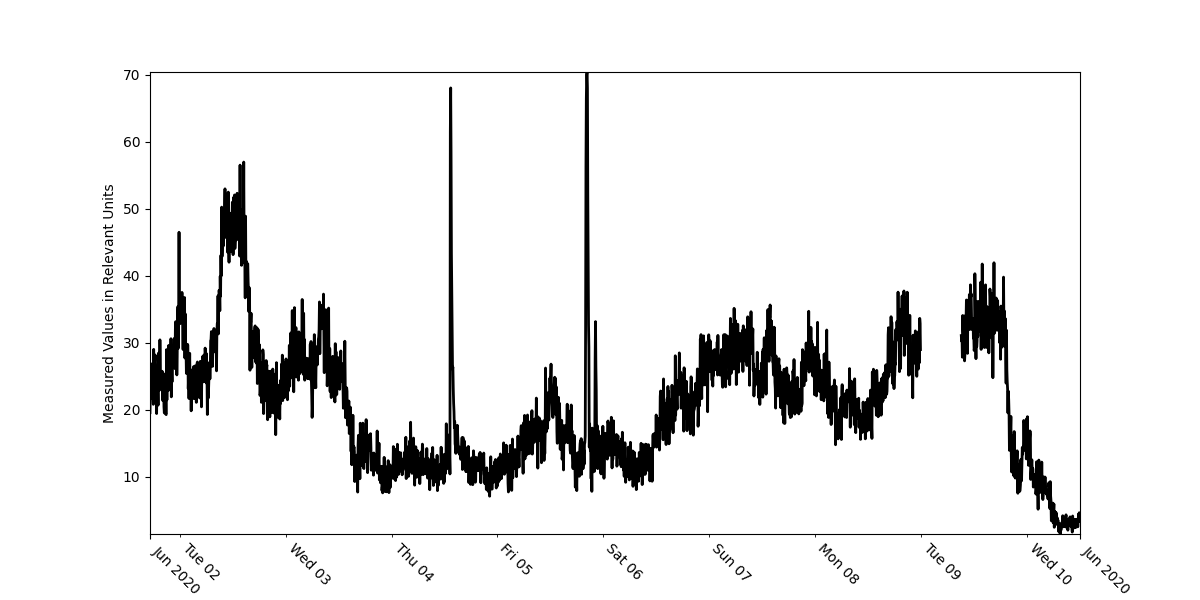 70
60
50
40
30
20
10
Measured Values in Relevant Units
Jun 2020
Tue 02
Wed 03
Thu 04
Fri 05
Sat 06
Sun 07
Mon 08
Tue 09
Wed 10
Jun 2020